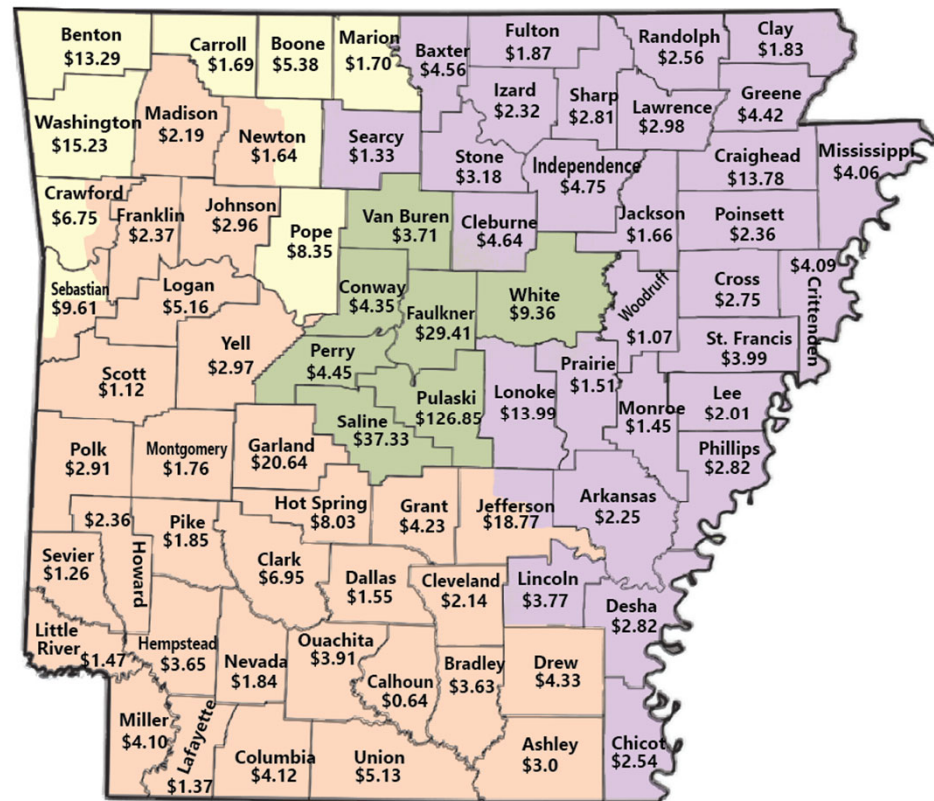 Benton
$13.29
Carroll
$1.69
Boone
$5.38
Marion
$1.70
Baxter
$4.56
Fulton
$1.87
Randolph
$2.56
Clay
$1.83
Izard
$2.32
Sharp
$2.81
Lawrence
$2.98
Greene
$4.42
Washington
$15.23
Madison
$2.19
Newton
$1.64
Searcy
$1.33
Stone
$3.18
Independence
$4.75
Craighead
$13.78
Mississippi
$4.06
Crawford
$6.75
Franklin
$2.37
Johnson
$2.96
Pope
$8.35
Van Buren
$3.71
Cleburne
$4.64
Jackson
$1.66
Poinsett
$2.36
Sebastian
$9.61
Logan
$5.16
Conway
$4.35
Faulkner
$29.41
White
$9.36
Woodruff
$1.07
Cross
$2.75
$4.09
Crittenden
St. Francis
$3.99
Scott
$1.12
Yell
$2.97
Perry
$4.45
Pulaski
$126.85
Saline
$37.33
Lonoke
$13.99
Prairie
$1.51
Monroe
$1.45
Lee
$2.01
Phillips
$2.82
Polk
$2.91
Montgomery
$1.76
Garland
$20.64
Hot Spring
$8.03
Grant
$4.23
Jefferson
$18.77
Arkansas
$2.25
$2.36
Howard
Pike
$1.85
Sevier
$1.26
Clark
$6.95
Dallas
$1.55
Cleveland
$2.14
Lincoln
$3.77
Desha
$2.82
Little
River
$1.47
Hempstead
$3.65
Nevada
$1.84
Ouachita
$3.91
Calhoun
$0.64
Bradley
$3.63
Drew
$4.33
Miller
$4.10
Lafayette
$1.37
Columbia
$4.12
Union
$5.13
Ashley
$3.0
Chicot
$2.54